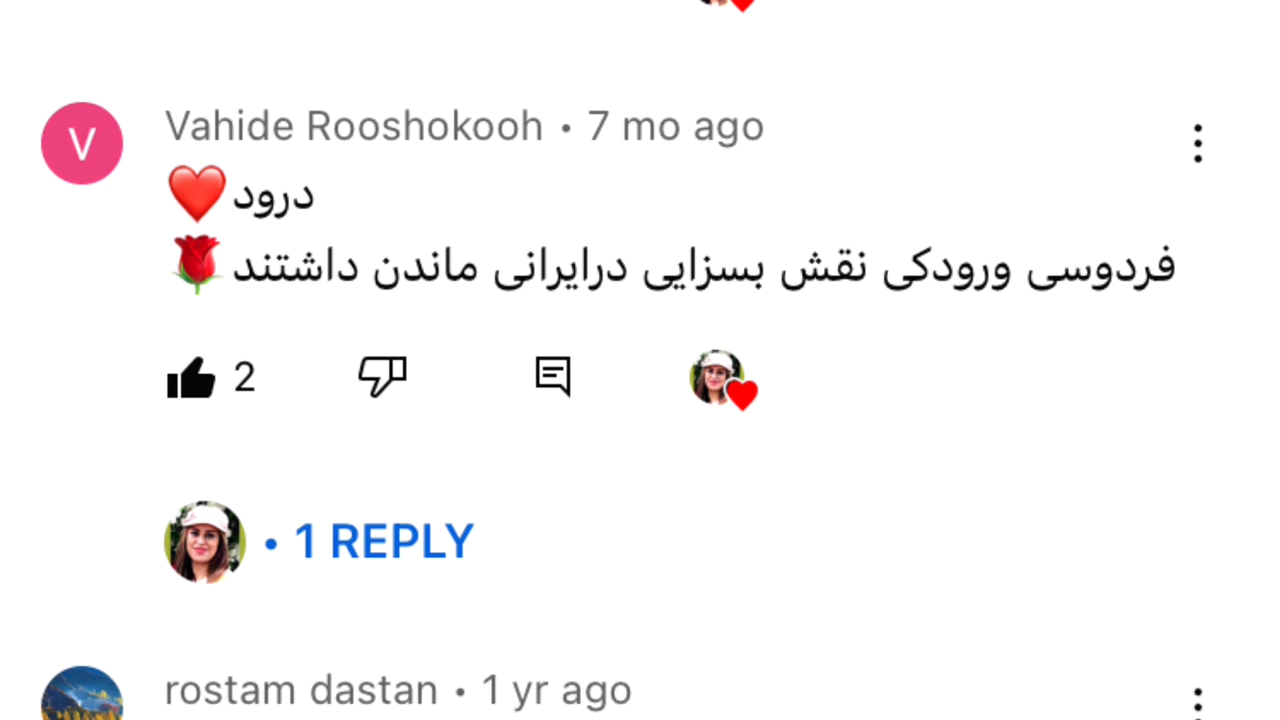 Vahide Rooshokooh • 7 mo ago
V
درود❤️
فردوسی ورودکی نقش بسزایی درایرانی ماندن داشتند🌹
2
• 1 REPLY
rostam dastan • 1 yr ago